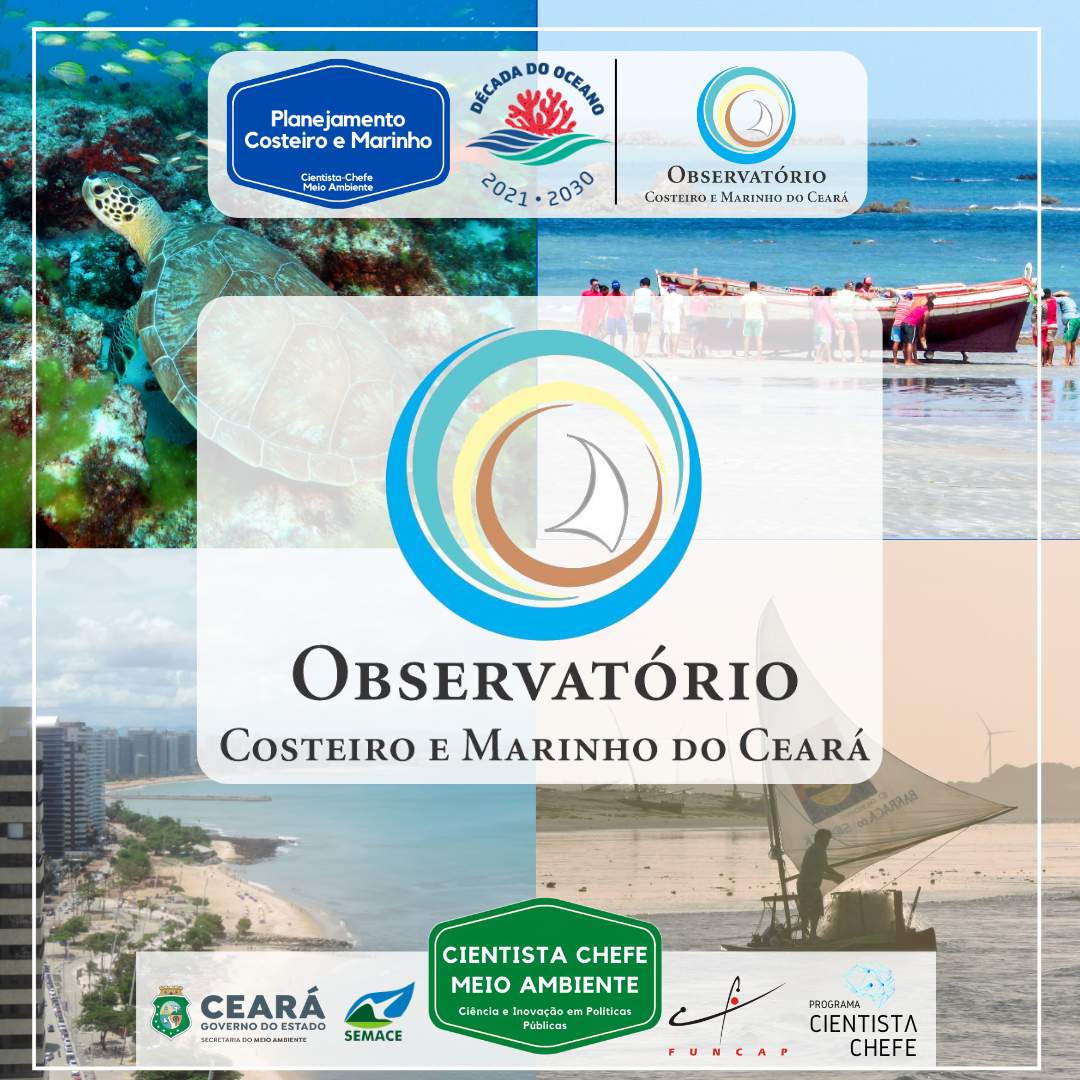 Planejamento
Costeiro e Marinho
Cientista-Chefe
Meio Ambiente
DÉCADA DO OCEANO
2021 • 2030
OBSERVATÓRIO
COSTEIRO E MARINHO DO CEARÁ
OBSERVATÓRIO
COSTEIRO E MARINHO DO CEARÁ
BARRACA DO
CIENTISTA CHEFE
MEIO AMBIENTE
Ciência e Inovação em Políticas
Públicas
CEARÁ
GOVERNO DO ESTADO
SECRETARIA DO MEIO AMBIENTE
SEMACE
FUNCAP
PROGRAMA
CIENTISTA
CHEFE